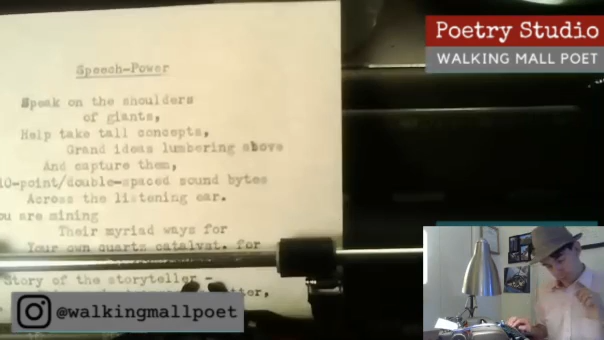 Poetry Studio
WALKING MALL POET
Speech-Power
Speak on the shoulders
of giants,
Help take tall concepts,
Grand ideas lumbering above
And capture them,
10-point/double-spaced sound bytes
Across the listening ear.
ou are mining
Their myriad ways for
Your own quartz catalyst. for
Story of the storyteller -
tter,
@walkingmallpoet